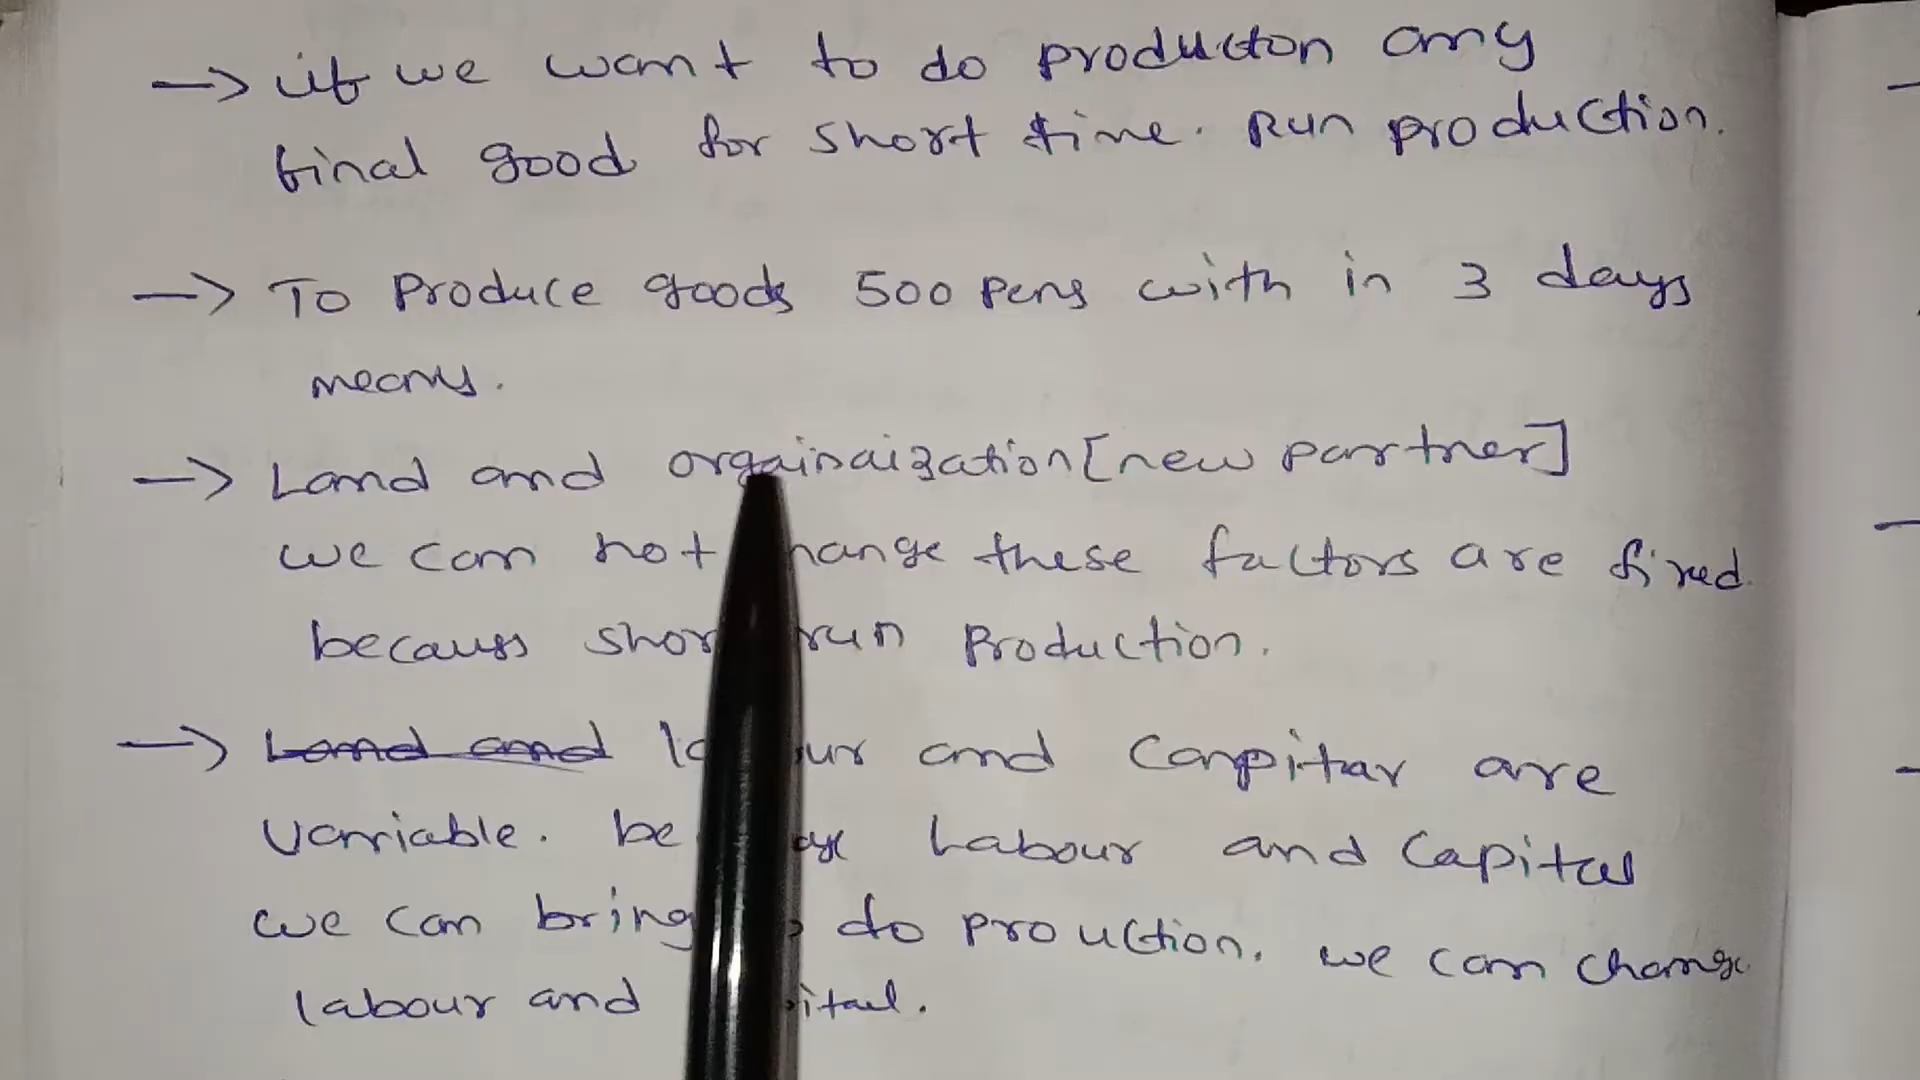 → if we want to do producton any
final good for short time. Run production.
→ To Produce goods 500 pens with in 3 days
means.
→ Land and orgainaization [new partner]
we can not hange these factors are fixed.
becauss shor run Production.
→ Land and l ur and Capital are
Variable. be Labour and Capital
we can bring do prouction. we can change
labour and ital.